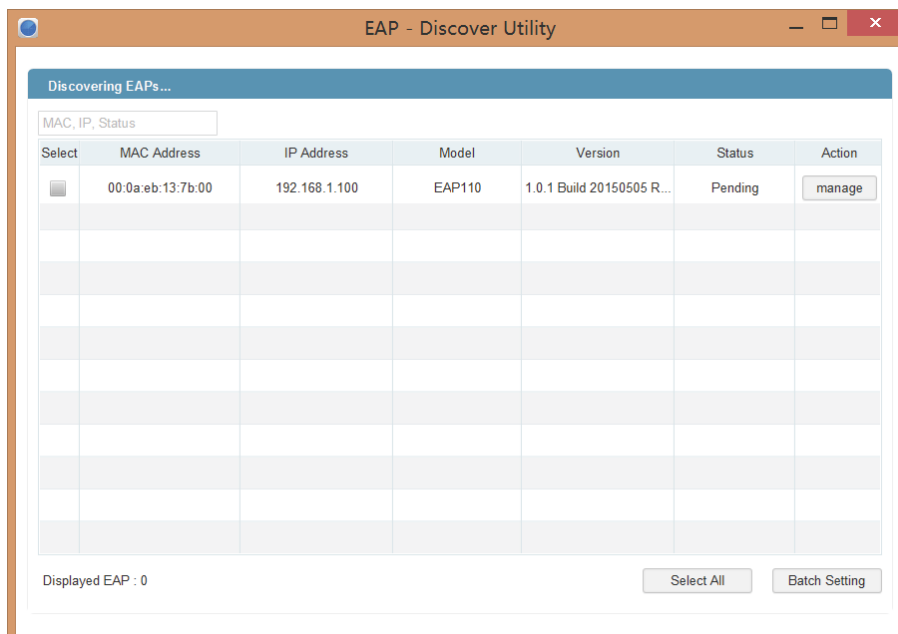 EAP - Discover Utility
Discovering EAPs...
MAC, IP, Status
Select MAC Address IP Address Model Version Status Action
00:0a:eb:13:7b:00 192.168.1.100 EAP110 1.0.1 Build 20150505 R... Pending manage
Displayed EAP : 0 Select All Batch Setting